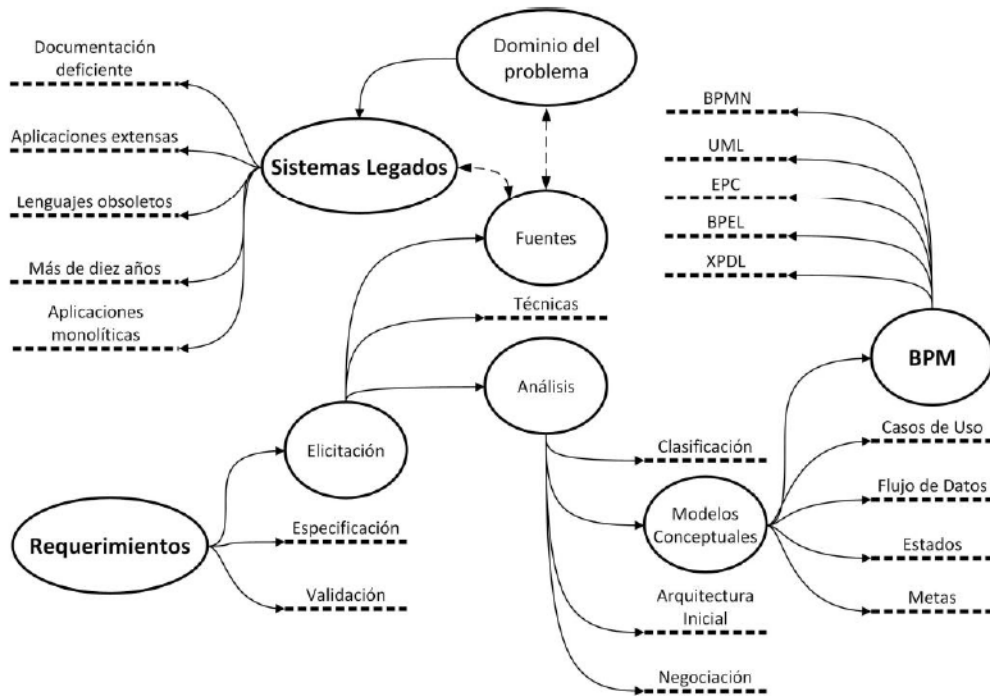 Documentación
deficiente
Aplicaciones extensas
Lenguajes obsoletos
Más de diez años
Aplicaciones
monolíticas
Dominio del
problema
Sistemas Legados
Fuentes
Técnicas
Análisis
Elicitación
Requerimientos
Especificación
Validación
Clasificación
Modelos
Conceptuales
Arquitectura
Inicial
Negociación
BPMN
UML
EPC
BPEL
XPDL
BPM
Casos de Uso
Flujo de Datos
Estados
Metas